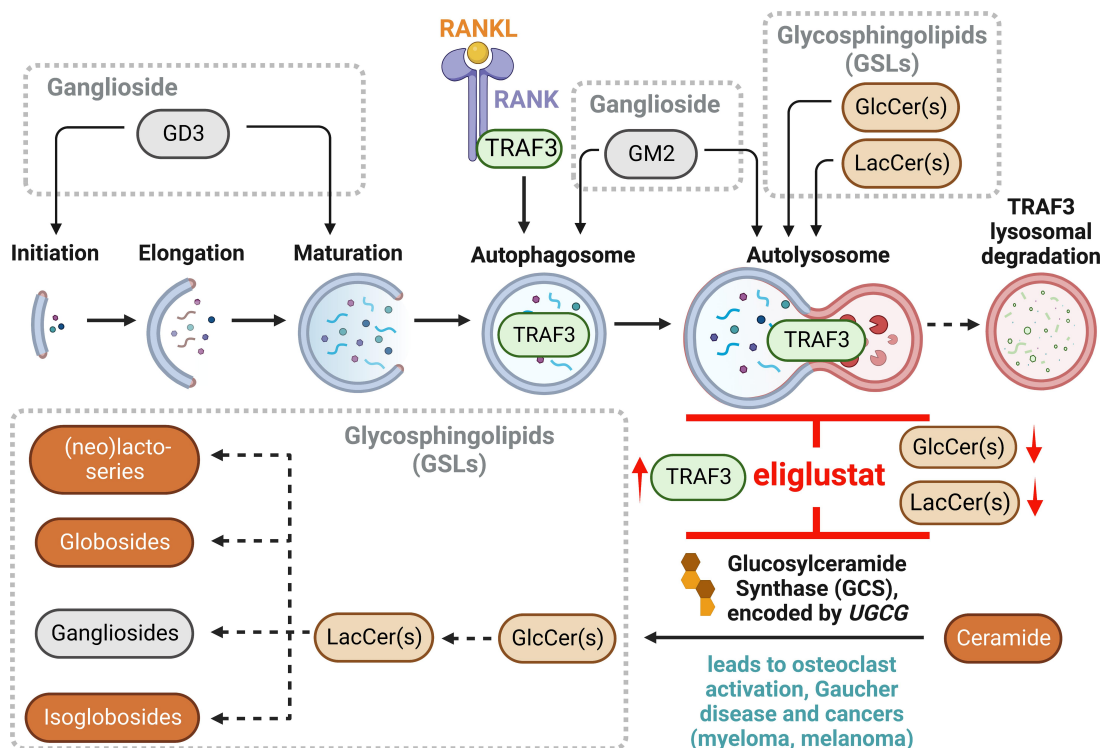 RANKL
RANK
TRAF3
Ganglioside
GD3
Ganglioside
GM2
Glycosphingolipids
(GSLs)
GlcCer(s)
LacCer(s)
Initiation
Elongation
Maturation
Autophagosome
Autolysosome
TRAF3
lysosomal
degradation
TRAF3
TRAF3
Glycosphingolipids
(GSLs)
(neo)lacto-
series
Globosides
Gangliosides
Isoglobosides
LacCer(s)
GlcCer(s)
TRAF3
eliglustat
GlcCer(s)
LacCer(s)
Glucosylceramide
Synthase (GCS),
encoded by UGCG
Ceramide
leads to osteoclast
activation, Gaucher
disease and cancers
(myeloma, melanoma)